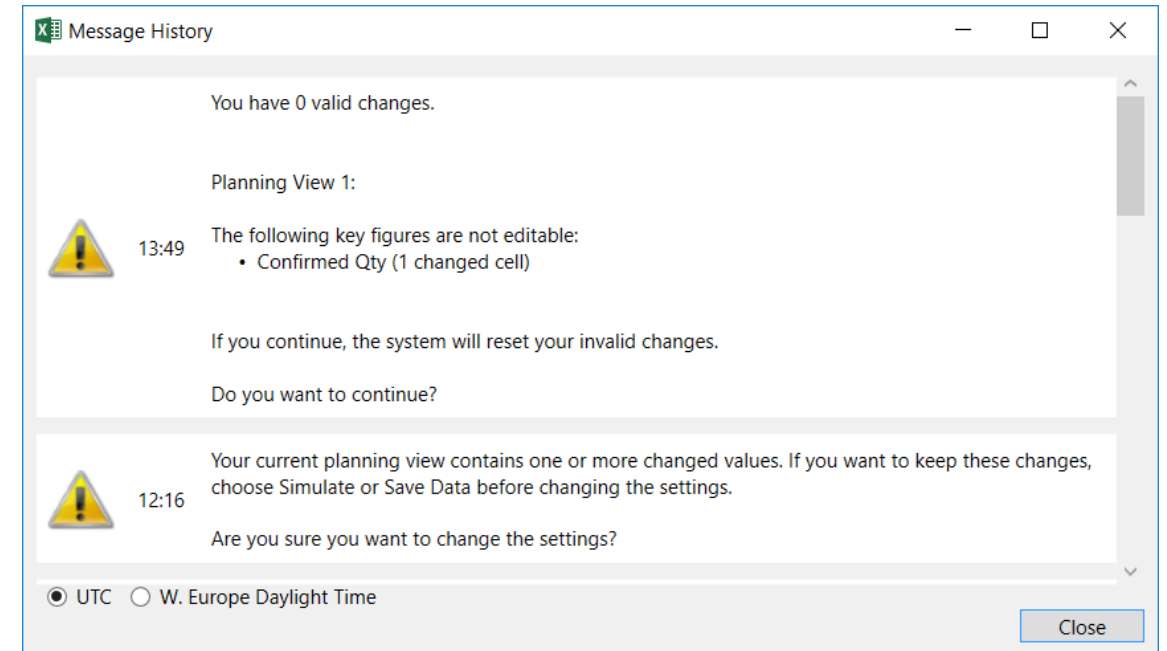 Message History
You have 0 valid changes.
Planning View 1:
13:49
The following key figures are not editable:
• Confirmed Qty (1 changed cell)
If you continue, the system will reset your invalid changes.
Do you want to continue?
Your current planning view contains one or more changed values. If you want to keep these changes,
12:16
choose Simulate or Save Data before changing the settings.
Are you sure you want to change the settings?
UTC W. Europe Daylight Time
Close